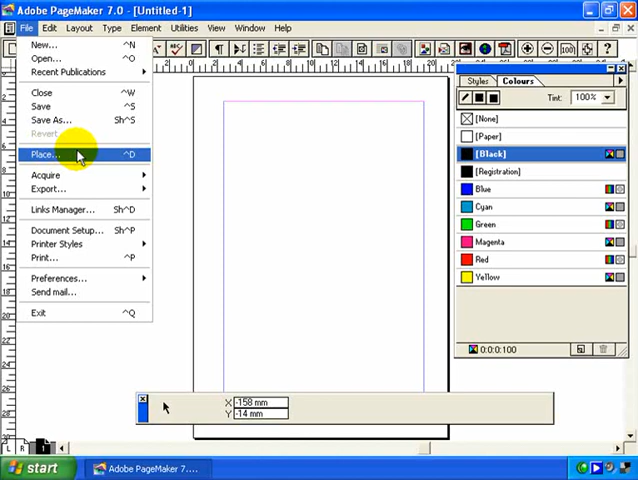 Adobe PageMaker 7.0 - [Untitled-1]
File Edit Layout Type Element Utilities View Window Help
New... ^N
Open... ^O
Recent Publications
Close ^W
Save ^S
Save As... Sh^S
Revert
Place... ^D
Acquire
Export...
Links Manager... Sh^D
Document Setup... Sh^P
Printer Styles
Print... ^P
Preferences...
Send mail...
Exit ^Q
Styles Colours
Tint: 100%
[None]
[Paper]
[Black]
[Registration]
Blue
Cyan
Green
Magenta
Red
Yellow
0:0:0:100
X -158 mm
Y -14 mm
L R 1
start Adobe PageMaker 7....